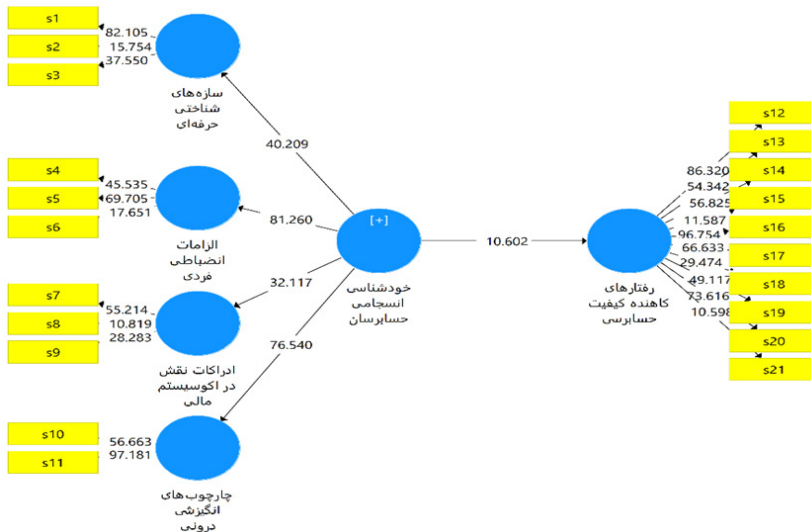 s1
s2
s3
82.105
15.754
37.550
سازه‌های
شناختی
حرفه‌ای
40.209
s4
s5
s6
45.535
69.705
17.651
الزامات
انضباطی
فردی
81.260
s7
s8
s9
55.214
10.819
28.283
ادراکات نقش
در اکوسیستم
مالی
32.117
s10
s11
56.663
97.181
چارچوب‌های
انگیزشی
درونی
76.540
[+]
خودشناسی
انسجامی
حسابرسان
10.602
رفتارهای
کاهنده کیفیت
حسابرسی
86.320
54.342
56.825
11.587
96.754
66.633
29.474
49.117
73.616
10.598
s12
s13
s14
s15
s16
s17
s18
s19
s20
s21